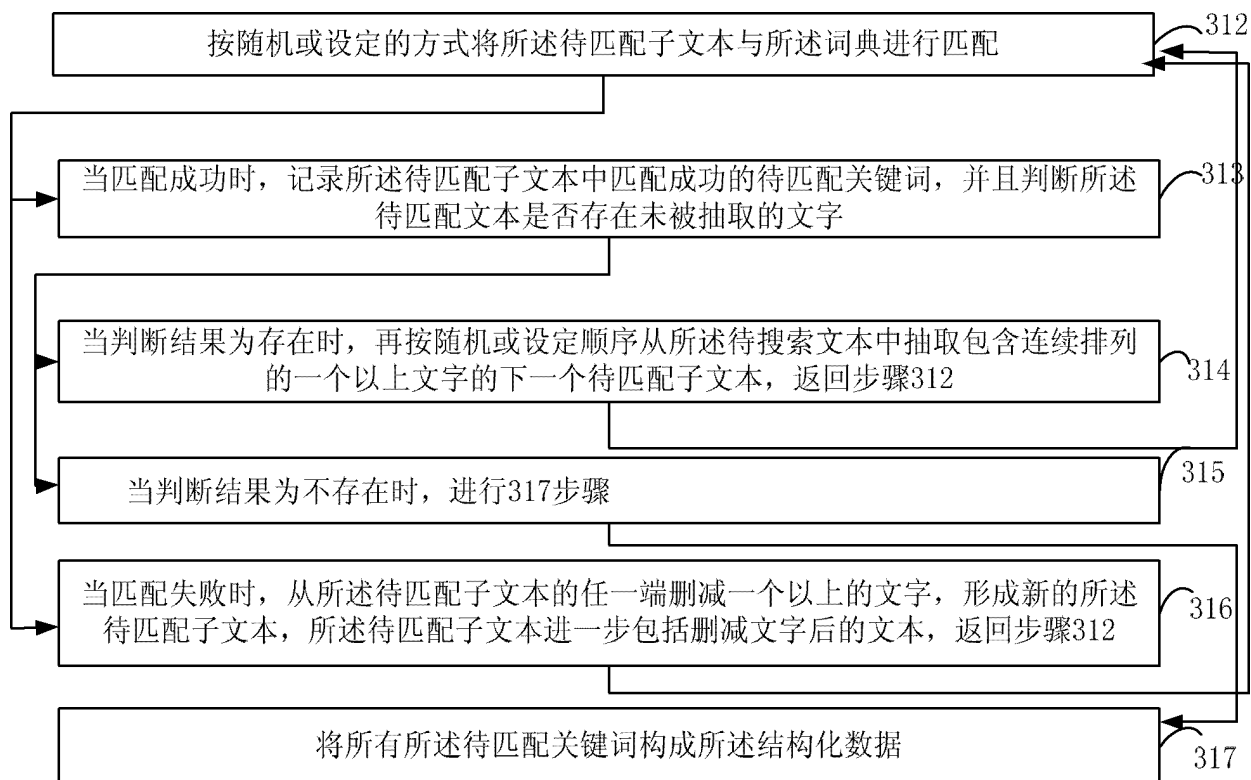 按随机或设定的方式将所述待匹配子文本与所述词典进行匹配
312
当匹配成功时，记录所述待匹配子文本中匹配成功的待匹配关键词，并且判断所述
待匹配文本是否存在未被抽取的文字
313
当判断结果为存在时，再按随机或设定顺序从所述待搜索文本中抽取包含连续排列
的一个以上文字的下一个待匹配子文本，返回步骤312
314
当判断结果为不存在时，进行317步骤
315
当匹配失败时，从所述待匹配子文本的任一端删减一个以上的文字，形成新的所述
待匹配子文本，所述待匹配子文本进一步包括删减文字后的文本，返回步骤312
316
将所有所述待匹配关键词构成所述结构化数据
317